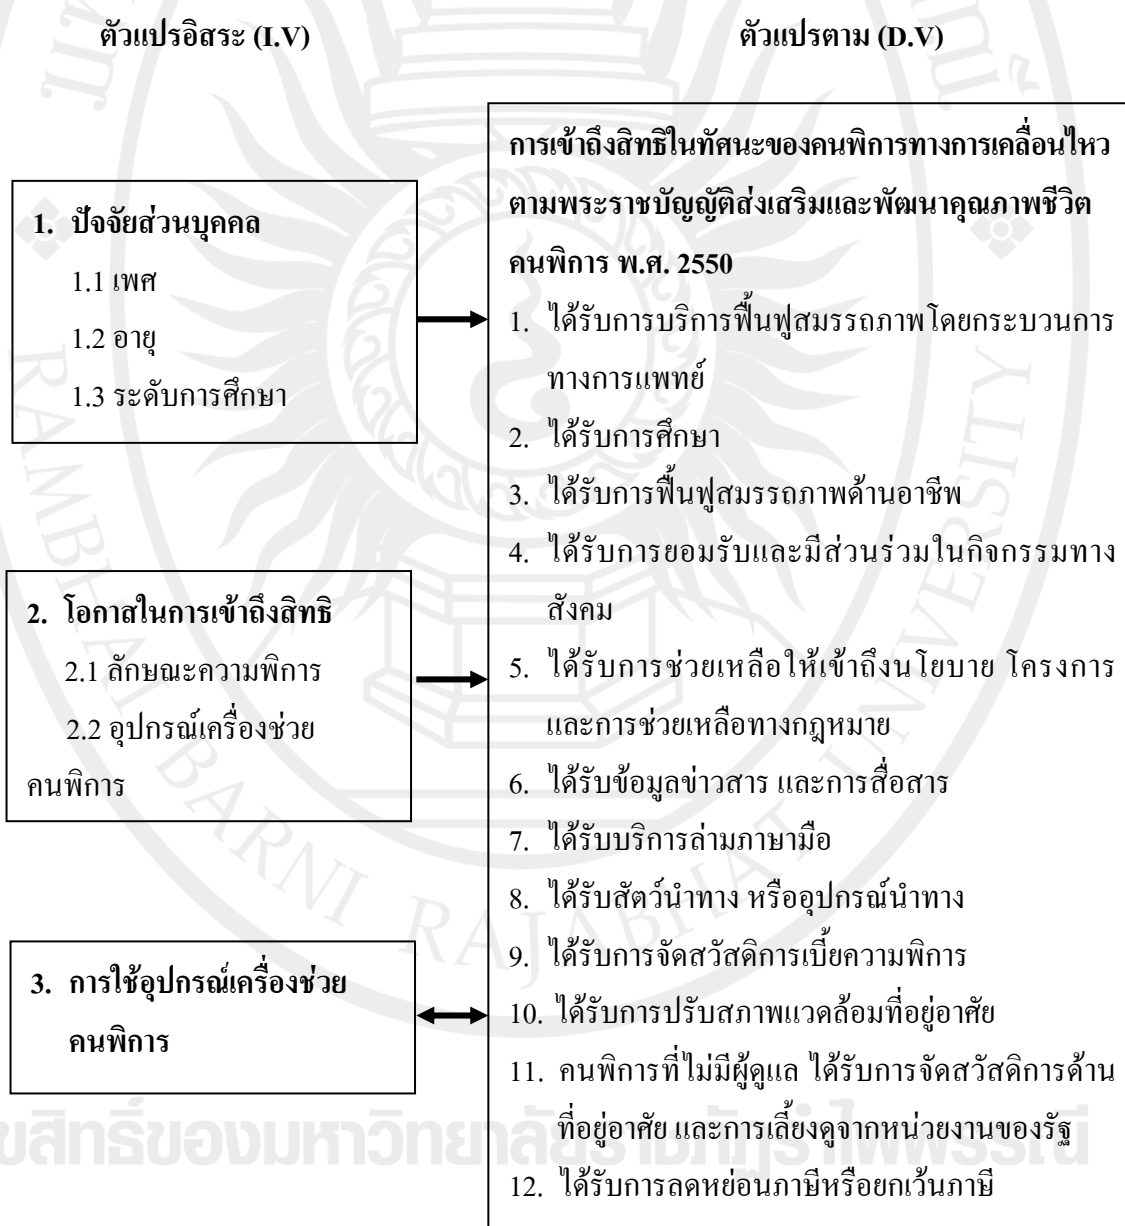 ตัวแปรอิสระ (I.V)
ตัวแปรตาม (D.V)
1. ปัจจัยส่วนบุคคล
1.1 เพศ
1.2 อายุ
1.3 ระดับการศึกษา
2. โอกาสในการเข้าถึงสิทธิ
2.1 ลักษณะความพิการ
2.2 อุปกรณ์เครื่องช่วย
คนพิการ
3. การใช้อุปกรณ์เครื่องช่วย
คนพิการ
การเข้าถึงสิทธิในทัศนะของคนพิการทางการเคลื่อนไหว
ตามพระราชบัญญัติส่งเสริมและพัฒนาคุณภาพชีวิต
คนพิการ พ.ศ. 2550
1. ได้รับการบริการฟื้นฟูสมรรถภาพโดยกระบวนการ
ทางการแพทย์
2. ได้รับการศึกษา
3. ได้รับการฟื้นฟูสมรรถภาพด้านอาชีพ
4. ได้รับการยอมรับและมีส่วนร่วมในกิจกรรมทาง
สังคม
5. ได้รับการช่วยเหลือให้เข้าถึงนโยบาย โครงการ
และการช่วยเหลือทางกฎหมาย
6. ได้รับข้อมูลข่าวสาร และการสื่อสาร
7. ได้รับบริการล่ามภาษามือ
8. ได้รับสัตว์นำทาง หรืออุปกรณ์นำทาง
9. ได้รับการจัดสวัสดิการเบี้ยความพิการ
10. ได้รับการปรับสภาพแวดล้อมที่อยู่อาศัย
11. คนพิการที่ไม่มีผู้ดูแล ได้รับการจัดสวัสดิการด้าน
ที่อยู่อาศัย และการเลี้ยงดูจากหน่วยงานของรัฐ
12. ได้รับการลดหย่อนภาษีหรือยกเว้นภาษี
RAMBHAI BARNI RAJABHAT UNIVERSITY